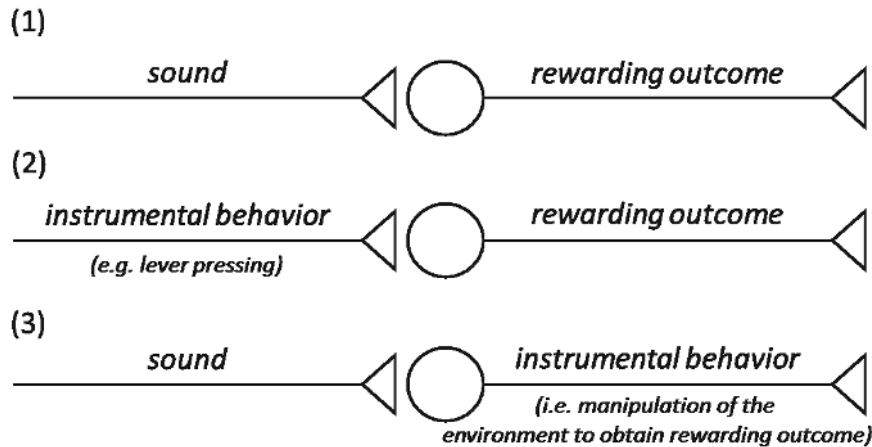 (1)
sound rewarding outcome
(2)
instrumental behavior rewarding outcome
(e.g. lever pressing)
(3)
sound instrumental behavior
(i.e. manipulation of the
environment to obtain rewarding outcome)